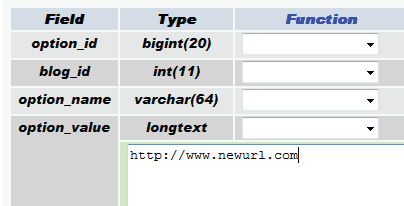 Field Type Function
option_id bigint(20)
blog_id int(11)
option_name varchar(64)
option_value longtext
http://www.newurl.com